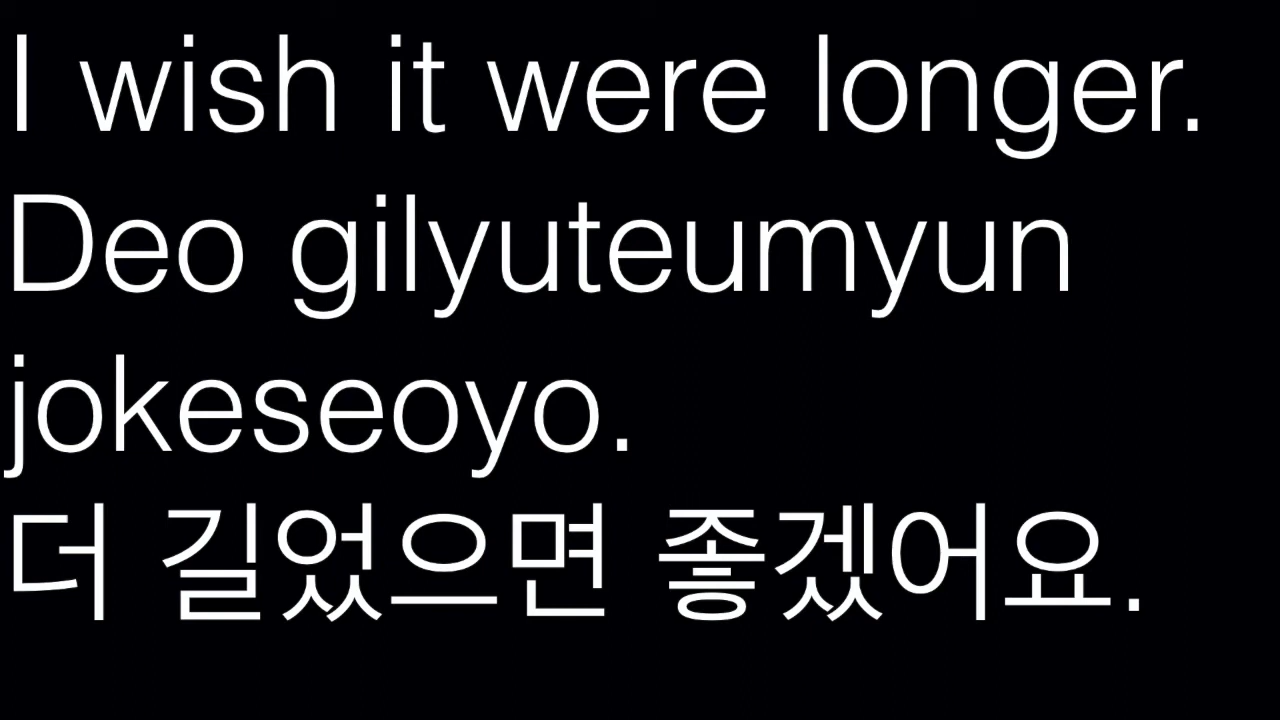 I wish it were longer.
Deo gilyuteumyun
jokeseoyo.
더 길었으면 좋겠어요.